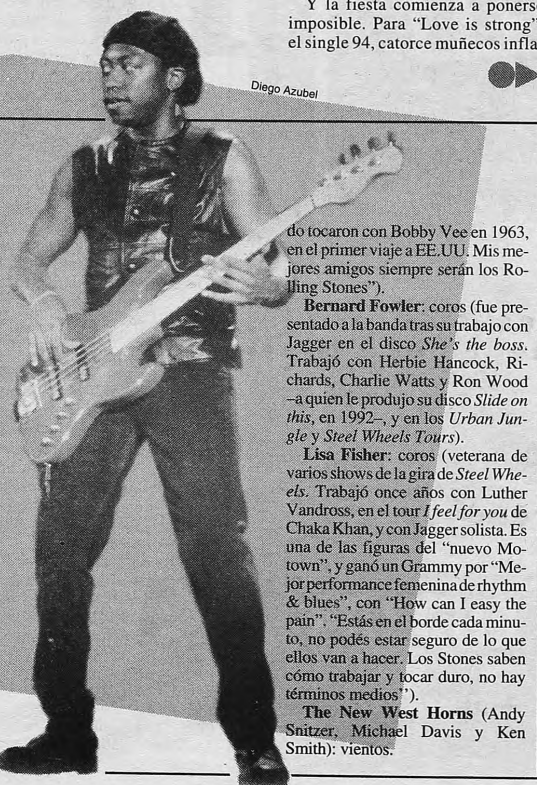 Y la fiesta comienza a ponerse
imposible. Para “Love is strong”
el single 94, catorce muñecos infla
Diego Azubel
do tocaron con Bobby Vee en 1963,
en el primer viaje a EE.UU. Mis me-
jores amigos siempre serán los Ro-
lling Stones”).
Bernard Fowler: coros (fue pre-
sentado a la banda tras su trabajo con
Jagger en el disco She's the boss.
Trabajó con Herbie Hancock, Ri-
chards, Charlie Watts y Ron Wood
–a quien le produjo su disco Slide on
this, en 1992–, y en los Urban Jun-
gle y Steel Wheels Tours).
Lisa Fisher: coros (veterana de
varios shows de la gira de Steel Whe-
els. Trabajó once años con Luther
Vandross, en el tour I feel for you de
Chaka Khan, y con Jagger solista. Es
una de las figuras del “nuevo Mo-
town”, y ganó un Grammy por “Me-
jor performance femenina de rhythm
& blues”, con “How can I easy the
pain”. “Estás en el borde cada minu-
to, no podés estar seguro de lo que
ellos van a hacer. Los Stones saben
cómo trabajar y tocar duro, no hay
términos medios”).
The New West Horns (Andy
Snitzer, Michael Davis y Ken
Smith): vientos.